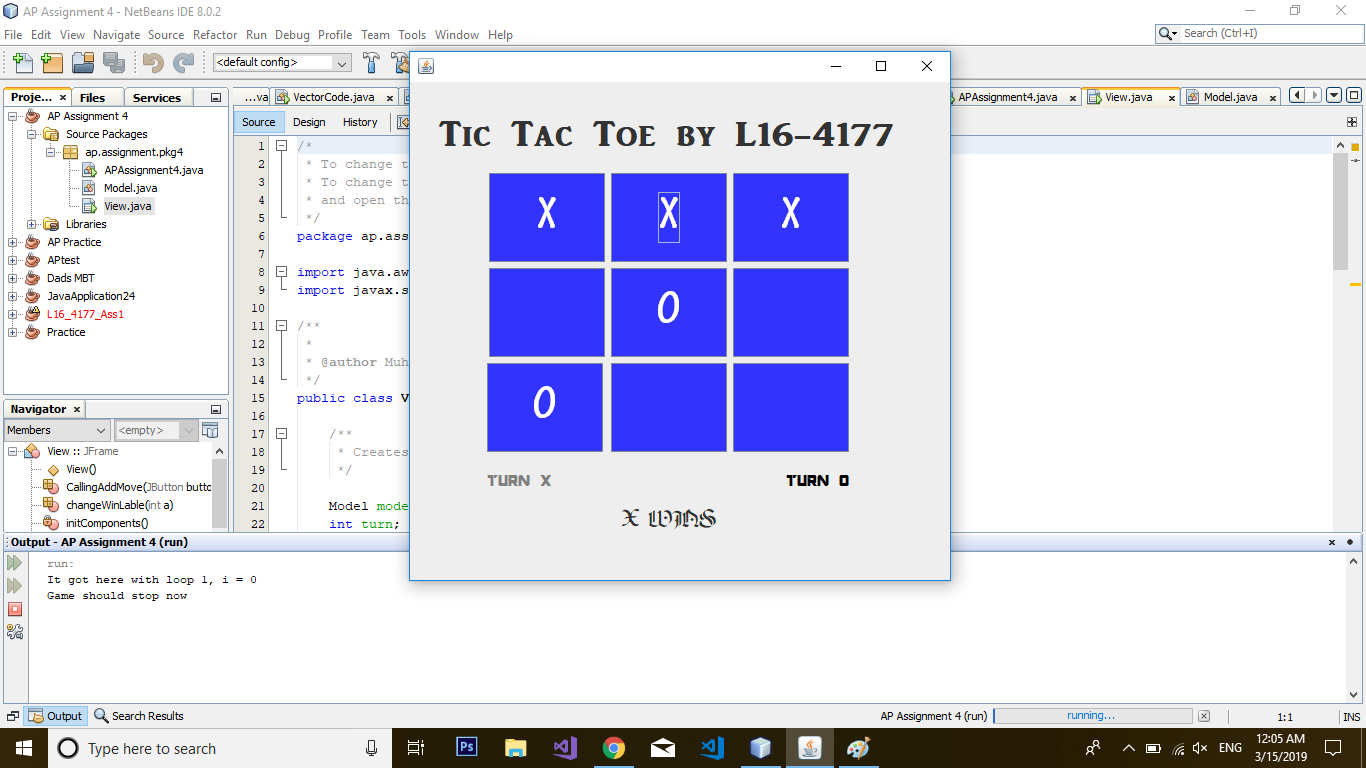 AP Assignment 4 - NetBeans IDE 8.0.2
File Edit View Navigate Source Refactor Run Debug Profile Team Tools Window Help
Search (Ctrl+I)
<default config>
Proje... × Files Services
...va VectorCode.java × APAssignment4.java × View.java × Model.java ×
Source Design History
AP Assignment 4
Source Packages
ap.assignment.pkg4
APAssignment4.java
Model.java
View.java
Libraries
AP Practice
APtest
Dads MBT
JavaApplication24
L16_4177_Ass1
Practice
Navigator ×
Members <empty>
View :: JFrame
View()
CallingAddMove(JButton butto
changeWinLable(int a)
initComponents()
1 /*
2 * To change t
3 * To change t
4 * and open th
5 */
6 package ap.ass
7
8 import java.aw
9 import javax.s
10
11 /**
12 *
13 * @author Muh
14 */
15 public class V
16
17 /**
18 * Creates
19 */
20
21 Model mode
22 int turn;
Tic Tac Toe by L16-4177
X X X
O
O
TURN X TURN O
X WINS
Output - AP Assignment 4 (run)
run:
It got here with loop 1, i = 0
Game should stop now
Output Search Results
AP Assignment 4 (run) running... 1:1 INS
Type here to search
Ps
ENG
12:05 AM
3/15/2019